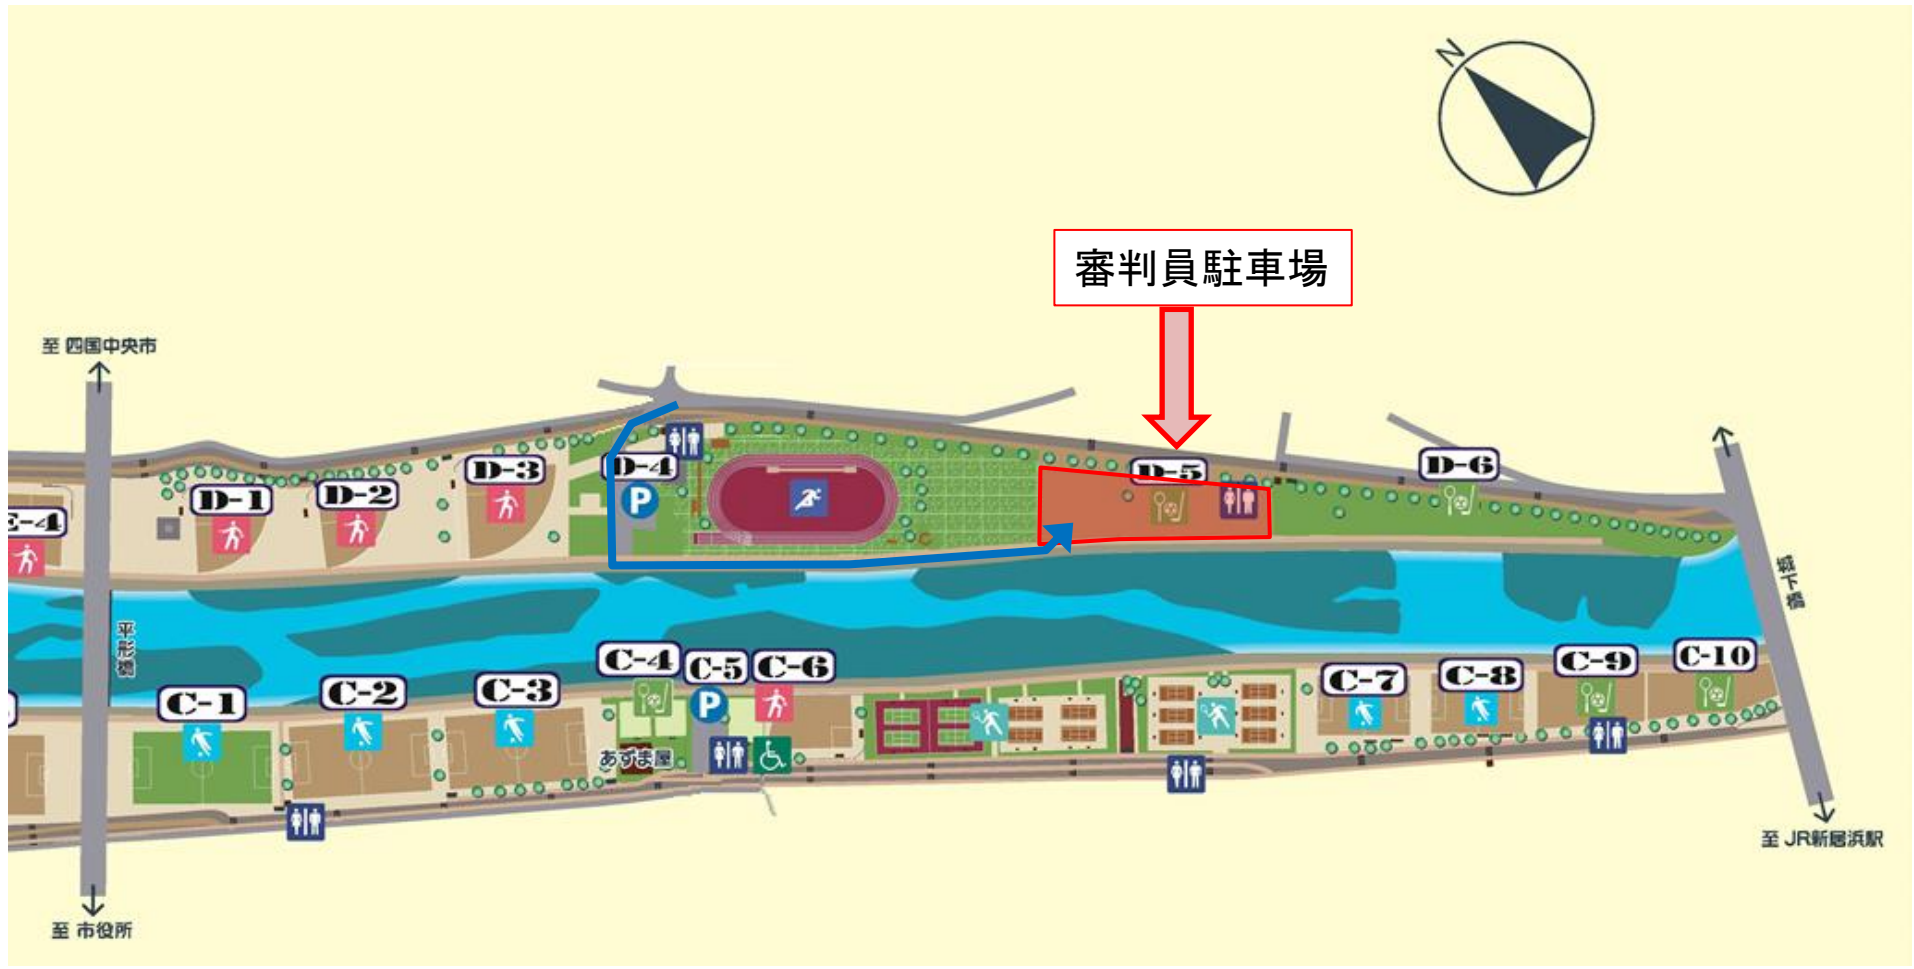 N
審判員駐車場
至 四国中央市
D-1
D-2
D-3
D-4
P
D-5
D-6
E-4
平形橋
城下橋
C-1
C-2
C-3
C-4
C-5
P
C-6
C-7
C-8
C-9
C-10
あずま屋
至 JR新居浜駅
至 市役所